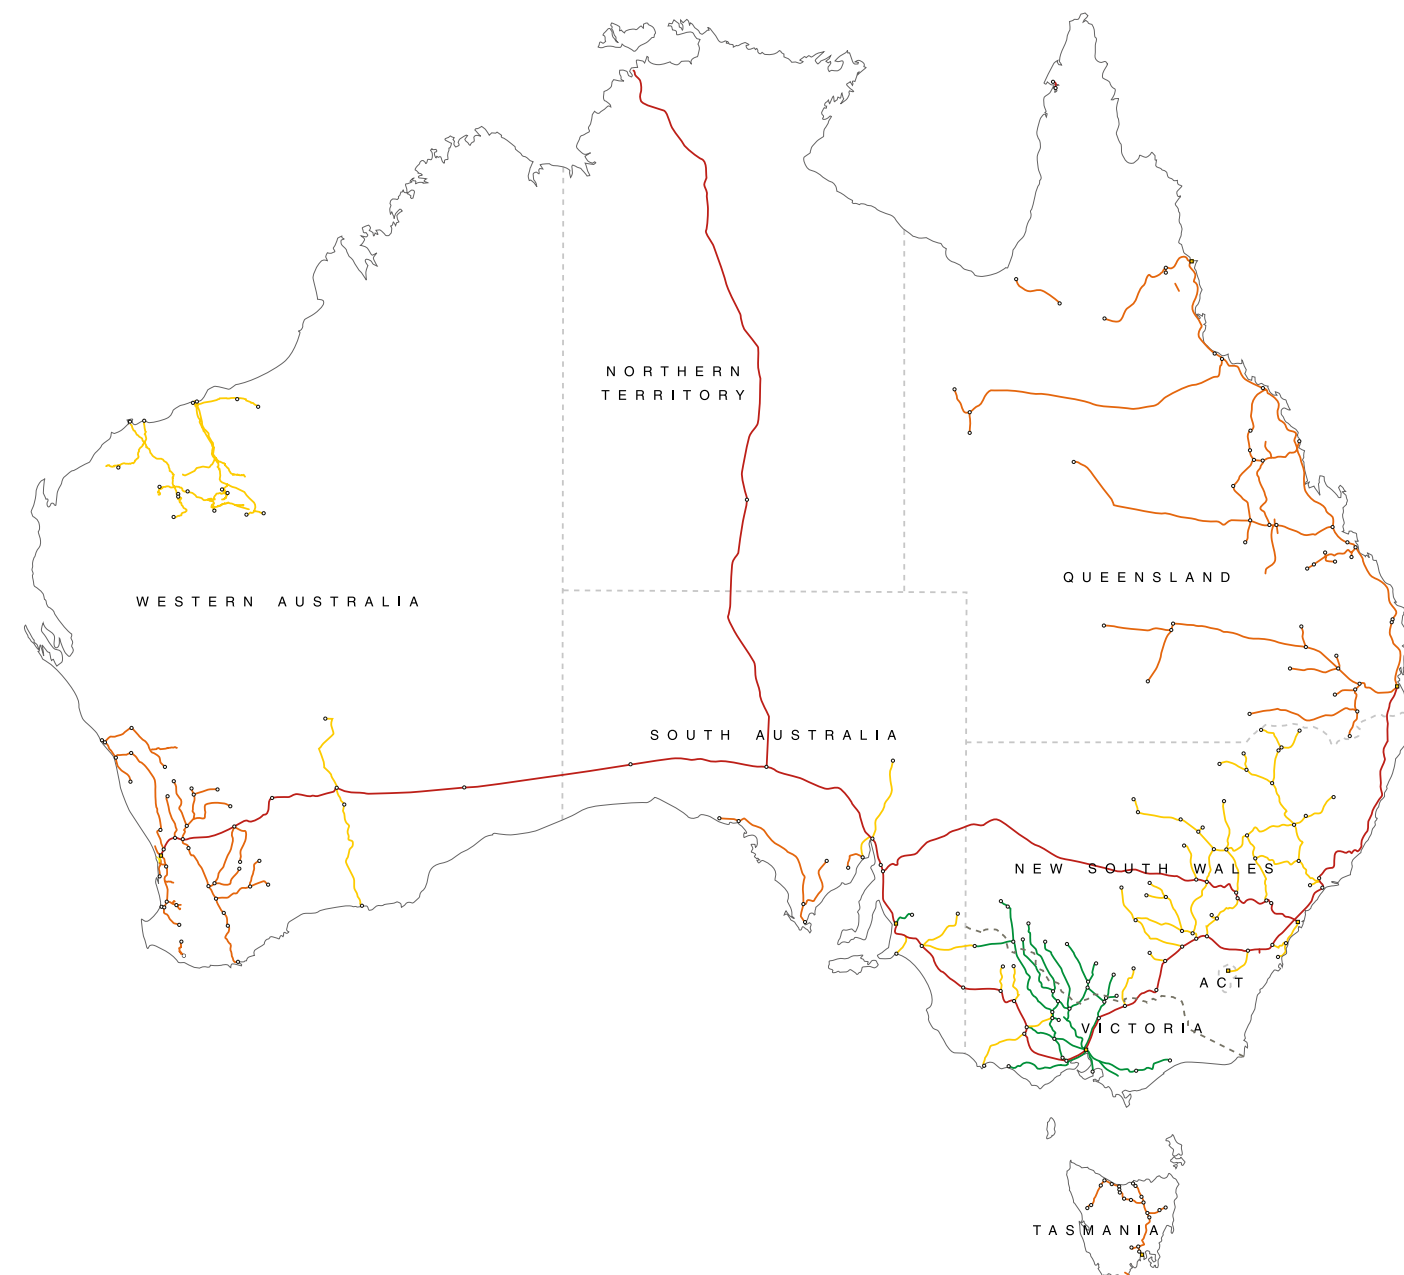 NORTHERN
TERRITORY
QUEENSLAND
WESTERN AUSTRALIA
SOUTH AUSTRALIA
NEW SOUTH WALES
ACT
VICTORIA
TASMANIA